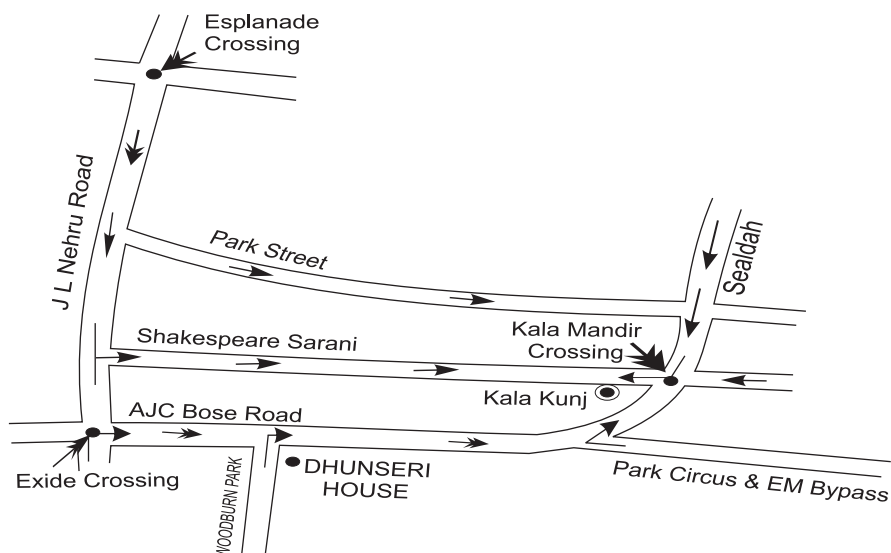 Esplanade
Crossing
J L Nehru Road
Park Street
Sealdah
Shakespeare Sarani
Kala Mandir
Crossing
Kala Kunj
AJC Bose Road
Exide Crossing
DHUNSERI
HOUSE
WOODBURN PARK
Park Circus & EM Bypass